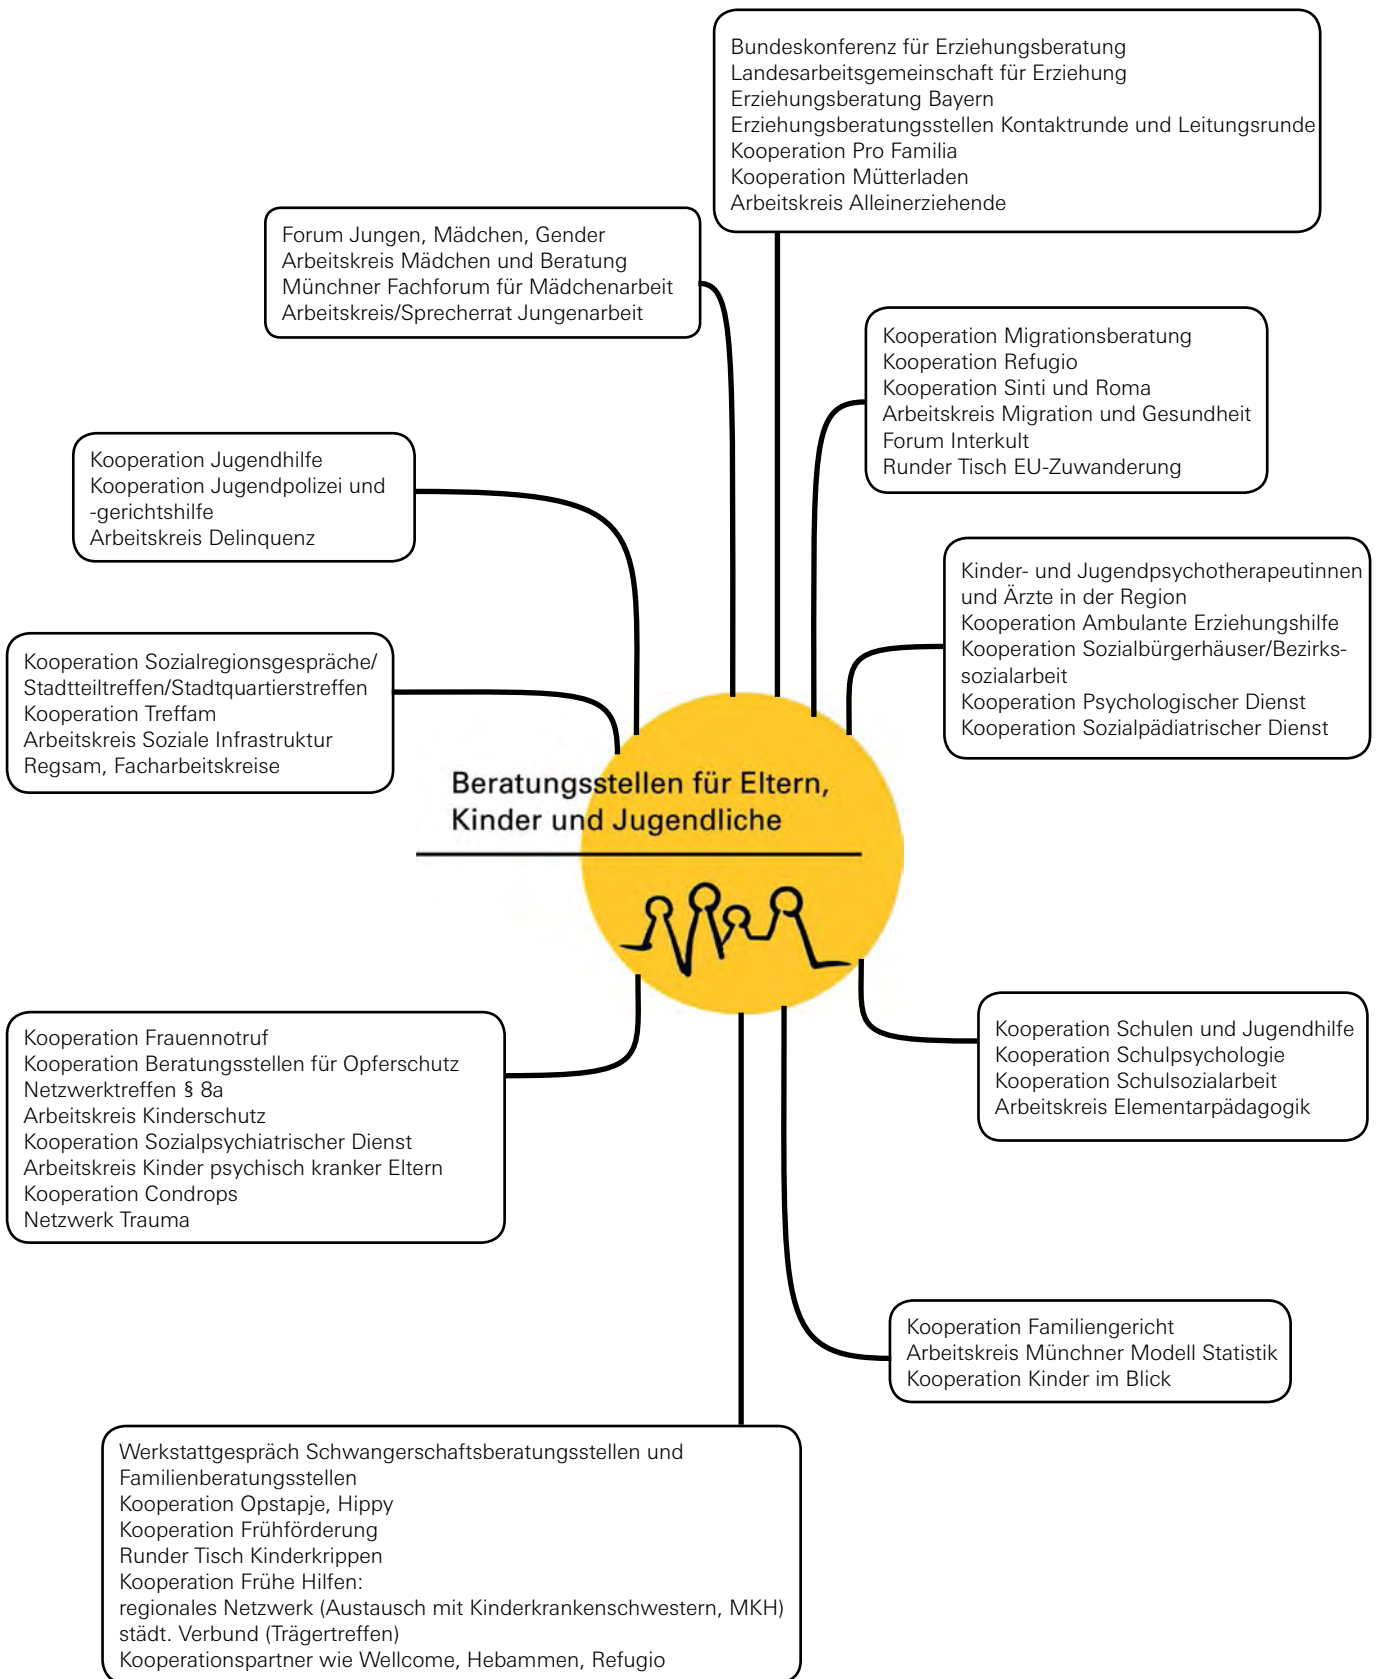 Bundeskonferenz für Erziehungsberatung
Landesarbeitsgemeinschaft für Erziehung
Erziehungsberatung Bayern
Erziehungsberatungsstellen Kontaktrunde und Leitungsrunde
Kooperation Pro Familia
Kooperation Mütterladen
Arbeitskreis Alleinerziehende
Forum Jungen, Mädchen, Gender
Arbeitskreis Mädchen und Beratung
Münchner Fachforum für Mädchenarbeit
Arbeitskreis/Sprecherrat Jungenarbeit
Kooperation Migrationsberatung
Kooperation Refugio
Kooperation Sinti und Roma
Arbeitskreis Migration und Gesundheit
Forum Interkult
Runder Tisch EU-Zuwanderung
Kooperation Jugendhilfe
Kooperation Jugendpolizei und
-gerichtshilfe
Arbeitskreis Delinquenz
Kinder- und Jugendpsychotherapeutinnen
und Ärzte in der Region
Kooperation Ambulante Erziehungshilfe
Kooperation Sozialbürgerhäuser/Bezirks-
sozialarbeit
Kooperation Psychologischer Dienst
Kooperation Sozialpädiatrischer Dienst
Kooperation Sozialregionsgespräche/
Stadtteiltreffen/Stadtquartierstreffen
Kooperation Treffam
Arbeitskreis Soziale Infrastruktur
Regsam, Facharbeitskreise
Beratungsstellen für Eltern,
Kinder und Jugendliche
Kooperation Frauennotruf
Kooperation Beratungsstellen für Opferschutz
Netzwerktreffen § 8a
Arbeitskreis Kinderschutz
Kooperation Sozialpsychiatrischer Dienst
Arbeitskreis Kinder psychisch kranker Eltern
Kooperation Condrops
Netzwerk Trauma
Kooperation Schulen und Jugendhilfe
Kooperation Schulpsychologie
Kooperation Schulsozialarbeit
Arbeitskreis Elementarpädagogik
Kooperation Familiengericht
Arbeitskreis Münchner Modell Statistik
Kooperation Kinder im Blick
Werkstattgespräch Schwangerschaftsberatungsstellen und
Familienberatungsstellen
Kooperation Opstapje, Hippy
Kooperation Frühförderung
Runder Tisch Kinderkrippen
Kooperation Frühe Hilfen:
regionales Netzwerk (Austausch mit Kinderkrankenschwestern, MKH)
städt. Verbund (Trägertreffen)
Kooperationspartner wie Wellcome, Hebammen, Refugio